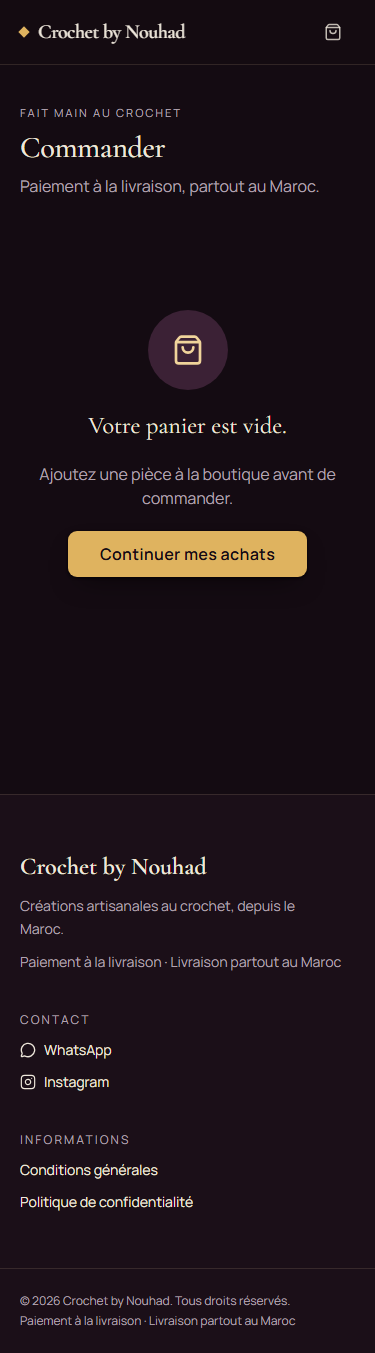 Crochet by Nouhad
FAIT MAIN AU CROCHET
Commander
Paiement à la livraison, partout au Maroc.
Votre panier est vide.
Ajoutez une pièce à la boutique avant de
commander.
Continuer mes achats
Crochet by Nouhad
Créations artisanales au crochet, depuis le
Maroc.
Paiement à la livraison · Livraison partout au Maroc
CONTACT
WhatsApp
Instagram
INFORMATIONS
Conditions générales
Politique de confidentialité
© 2026 Crochet by Nouhad. Tous droits réservés.
Paiement à la livraison · Livraison partout au Maroc